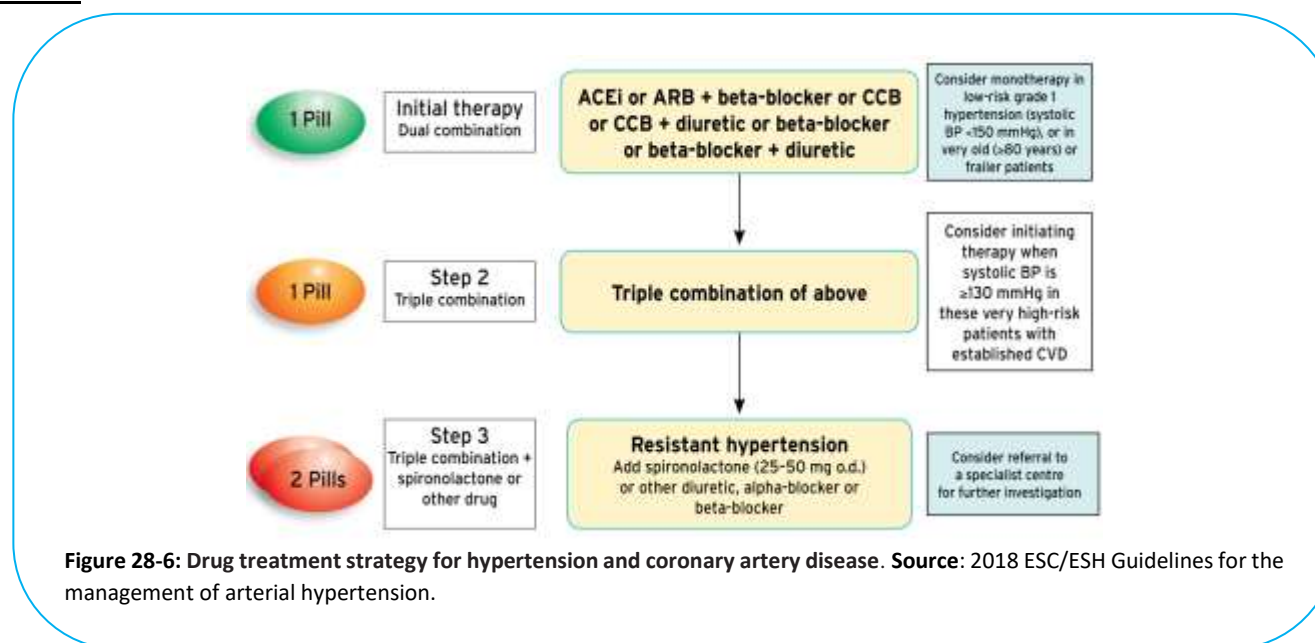 1 Pill
Initial therapy
Dual combination
ACEi or ARB + beta-blocker or CCB
or CCB + diuretic or beta-blocker
or beta-blocker + diuretic
Consider monotherapy in
low-risk grade 1
hypertension (systolic
BP <150 mmHg), or in
very old (≥80 years) or
frailer patients
1 Pill
Step 2
Triple combination
Triple combination of above
Consider initiating
therapy when
systolic BP is
≥130 mmHg in
these very high-risk
patients with
established CVD
2 Pills
Step 3
Triple combination +
spironolactone or
other drug
Resistant hypertension
Add spironolactone (25–50 mg o.d.)
or other diuretic, alpha-blocker or
beta-blocker
Consider referral to
a specialist centre
for further investigation
Figure 28-6: Drug treatment strategy for hypertension and coronary artery disease. Source: 2018 ESC/ESH Guidelines for the
management of arterial hypertension.